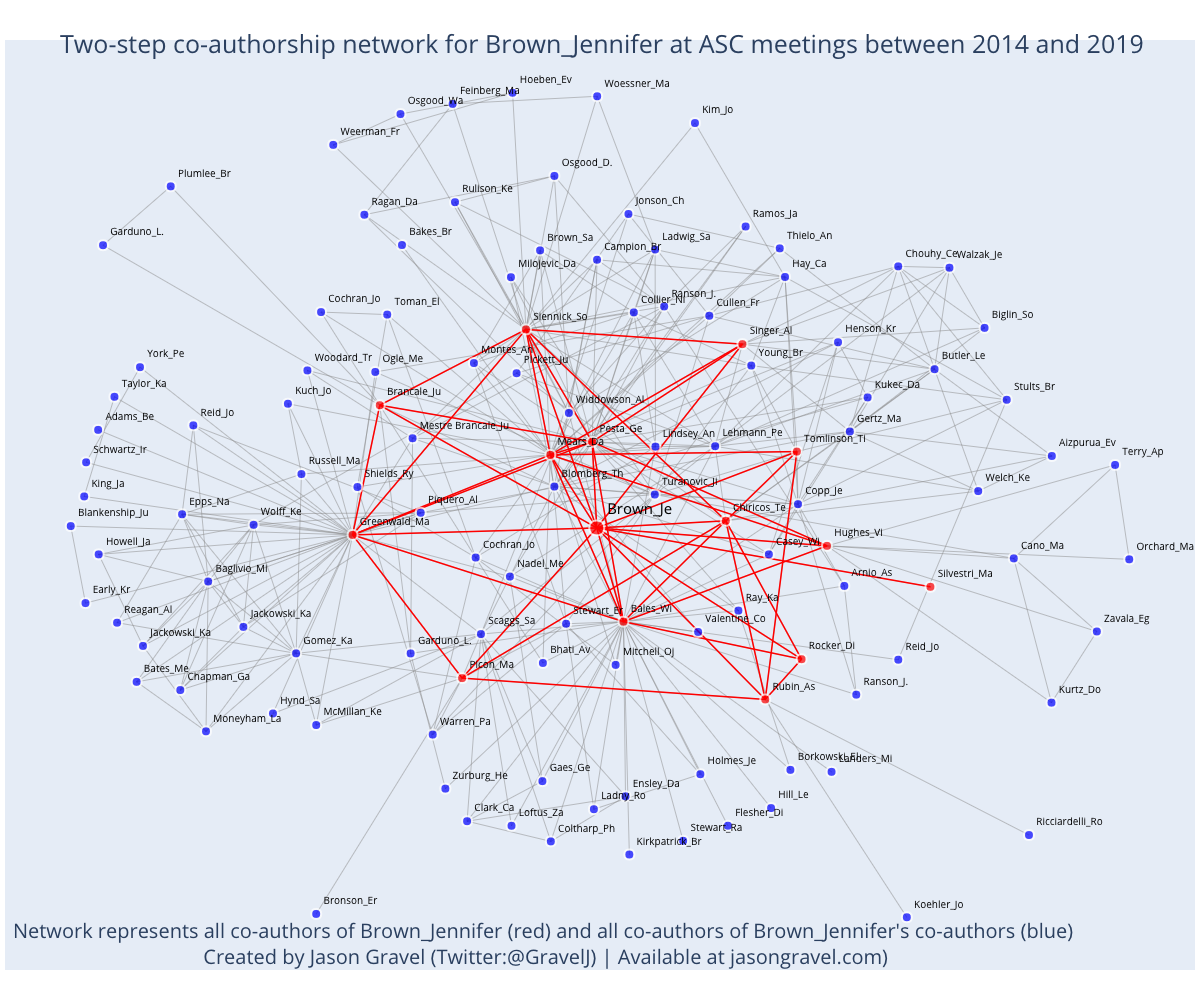 Two-step co-authorship network for Brown_Jennifer at ASC meetings between 2014 and 2019
Hoeben_Ev
Woessner_Ma
Feinberg_Ma
Osgood_Wa
Kim_Jo
Weerman_Fr
Osgood_D.
Plumlee_Br
Rulison_Ke
Ragan_Da
Jonson_Ch
Ramos_Ja
Garduno_L.
Bakes_Br
Brown_Sa
Campion_Br
Ladwig_Sa
Thielo_An
Chouhy_Ce
Walzak_Je
Milojevic_Da
Hay_Ca
Cochran_Jo
Toman_El
Collier_Ni
Ranson_J.
Cullen_Fr
Slennick_So
Biglin_So
Singer_Al
Henson_Kr
York_Pe
Woodard_Tr
Ogle_Me
Montes_An
Pickett_Ju
Young_Br
Butler_Le
Taylor_Ka
Kuch_Jo
Brancale_Ju
Kukec_Da
Stults_Br
Adams_Be
Reid_Jo
Widdowson_Al
Mestre Brancale_Ju
Pesta_Ge
Lindsey_An
Lehmann_Pe
Gertz_Ma
Schwartz_Ir
Mears_Da
Tomlinson_Ti
Aizpurua_Ev
Terry_Ap
King_Ja
Russell_Ma
Shields_Ry
Blomberg_Th
Turanovic_Ji
Welch_Ke
Blankenship_Ju
Epps_Na
Wolff_Ke
Piquero_Al
Copp_Je
Greenwald_Ma
Brown_Je
Chiricos_Te
Howell_Ja
Cochran_Jo
Casey_Wi
Hughes_Vi
Cano_Ma
Orchard_Ma
Early_Kr
Baglivio_Mi
Nadel_Me
Arnio_As
Silvestri_Ma
Reagan_Al
Jackowski_Ka
Stewart_Er
Bales_Wi
Ray_Ka
Zavala_Eg
Jackowski_Ka
Gomez_Ka
Garduno_L.
Scaggs_Sa
Valentine_Co
Bates_Me
Chapman_Ga
Picon_Ma
Bhati_Av
Mitchell_Oj
Rocker_Di
Reid_Jo
Hynd_Sa
Rubin_As
Ranson_J.
Kurtz_Do
Moneyham_La
McMillan_Ke
Warren_Pa
Zurburg_He
Gaes_Ge
Holmes_Je
Borkowski_El
Landers_Mi
Clark_Ca
Loftus_Za
Ladny_Ro
Ensley_Da
Hill_Le
Coltharp_Ph
Kirkpatrick_Br
Stewart_Ra
Flesher_Di
Ricciardelli_Ro
Bronson_Er
Koehler_Jo
Network represents all co-authors of Brown_Jennifer (red) and all co-authors of Brown_Jennifer's co-authors (blue)
Created by Jason Gravel (Twitter:@GravelJ) | Available at jasongravel.com)